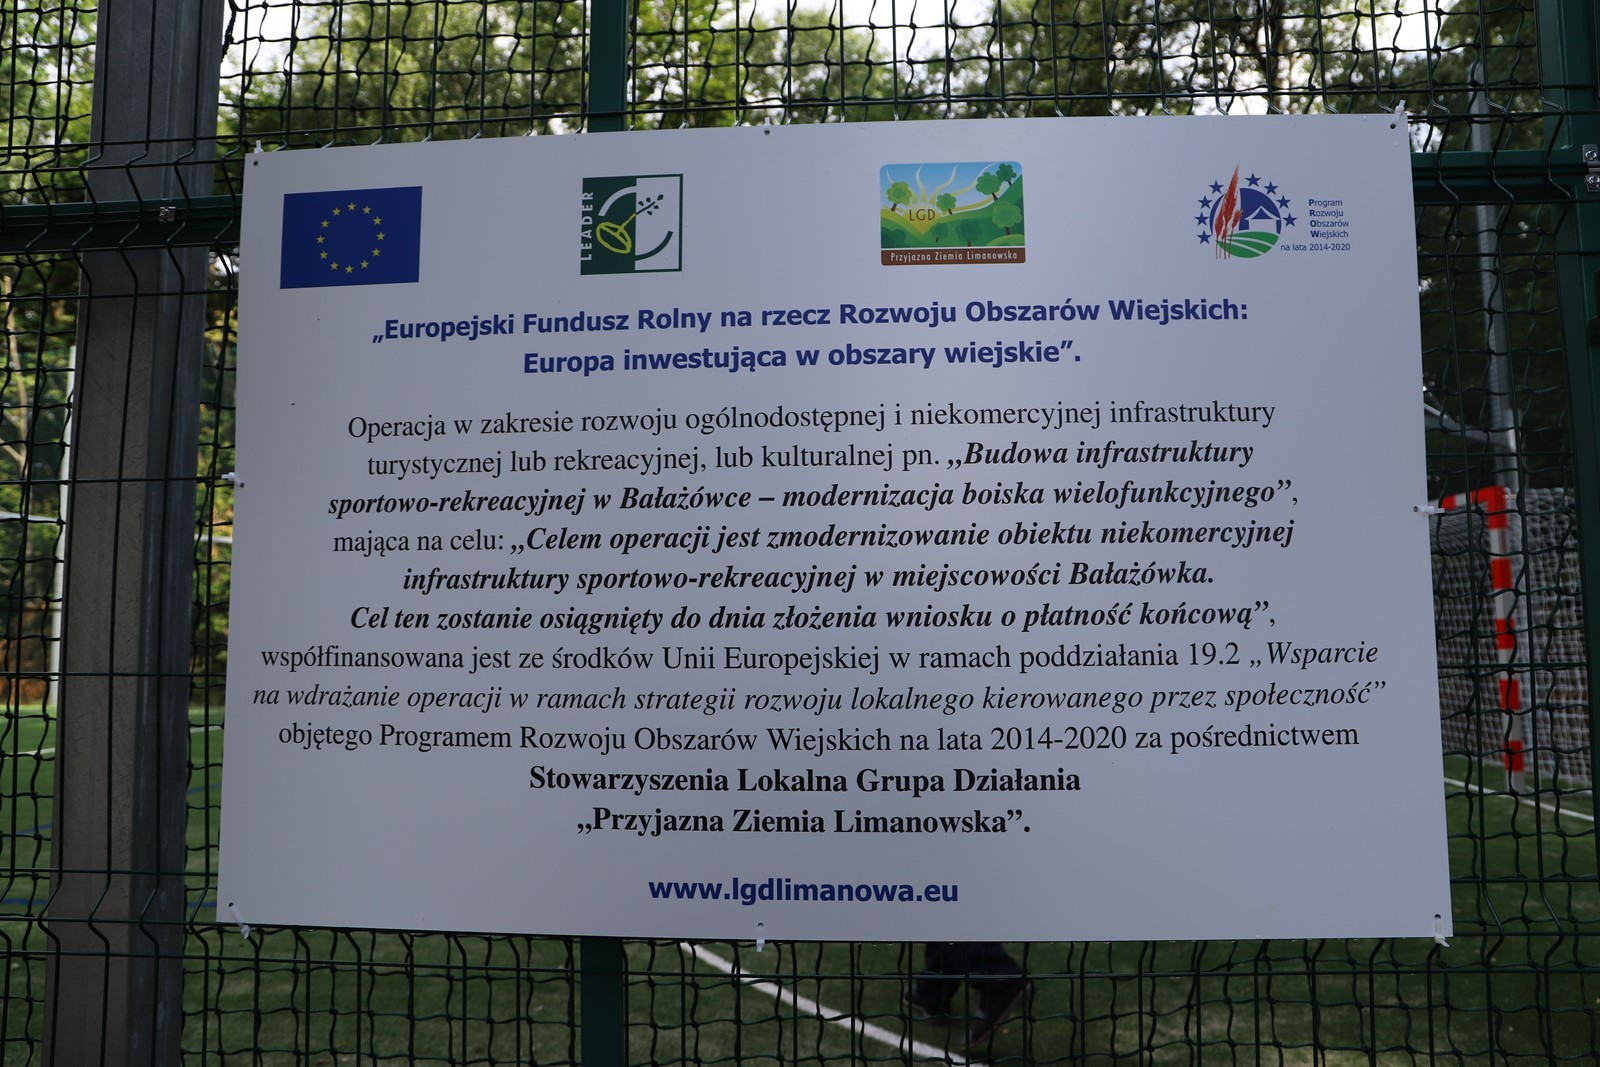 LEADER
LGD
Przyjazna Ziemia Limanowska
Program
Rozwoju
Obszarów
Wiejskich
na lata 2014-2020
„Europejski Fundusz Rolny na rzecz Rozwoju Obszarów Wiejskich:
Europa inwestująca w obszary wiejskie”.
Operacja w zakresie rozwoju ogólnodostępnej i niekomercyjnej infrastruktury
turystycznej lub rekreacyjnej, lub kulturalnej pn. „Budowa infrastruktury
sportowo-rekreacyjnej w Bałażówce – modernizacja boiska wielofunkcyjnego”,
mająca na celu: „Celem operacji jest zmodernizowanie obiektu niekomercyjnej
infrastruktury sportowo-rekreacyjnej w miejscowości Bałażówka.
Cel ten zostanie osiągnięty do dnia złożenia wniosku o płatność końcową”,
współfinansowana jest ze środków Unii Europejskiej w ramach poddziałania 19.2 „Wsparcie
na wdrażanie operacji w ramach strategii rozwoju lokalnego kierowanego przez społeczność”
objętego Programem Rozwoju Obszarów Wiejskich na lata 2014-2020 za pośrednictwem
Stowarzyszenia Lokalna Grupa Działania
„Przyjazna Ziemia Limanowska”.
www.lgdlimanowa.eu